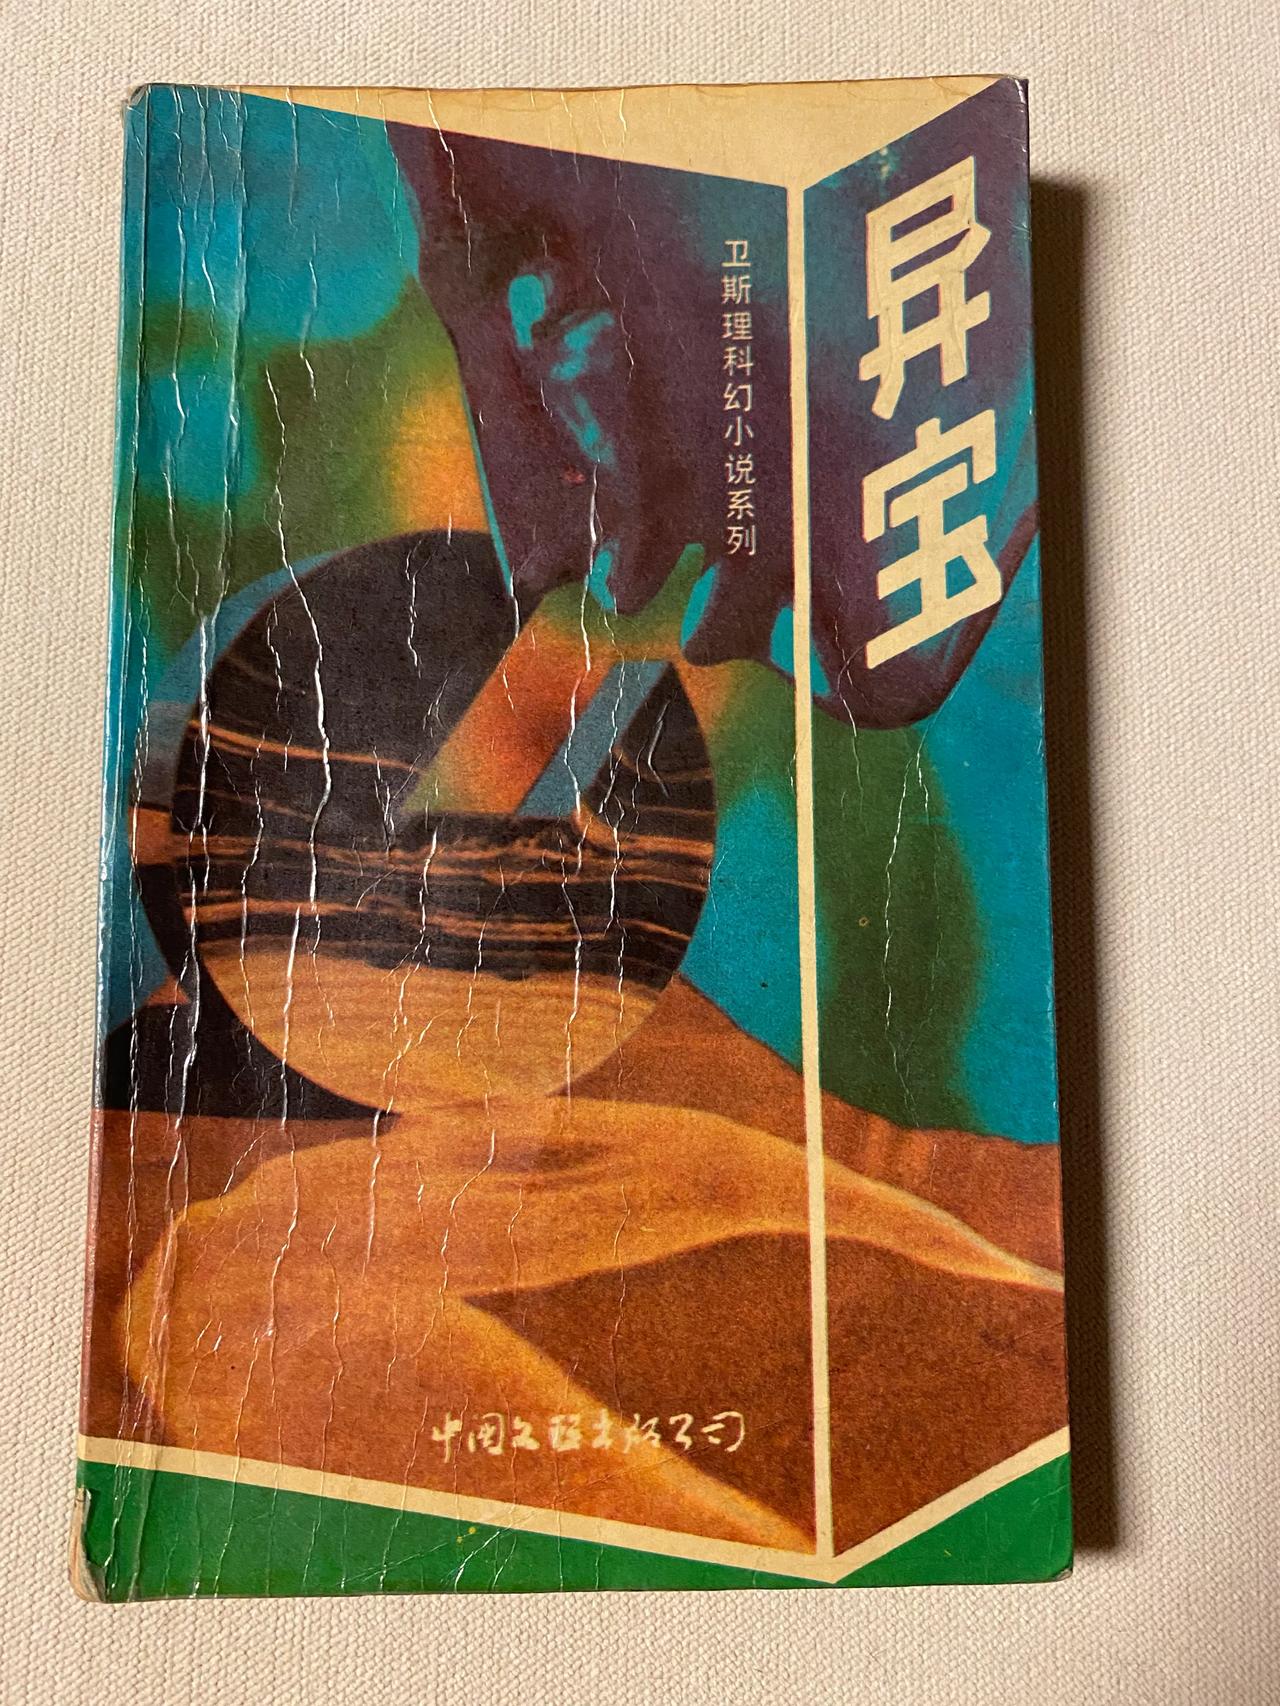 异宝
卫斯理科幻小说系列
中国文联出版公司